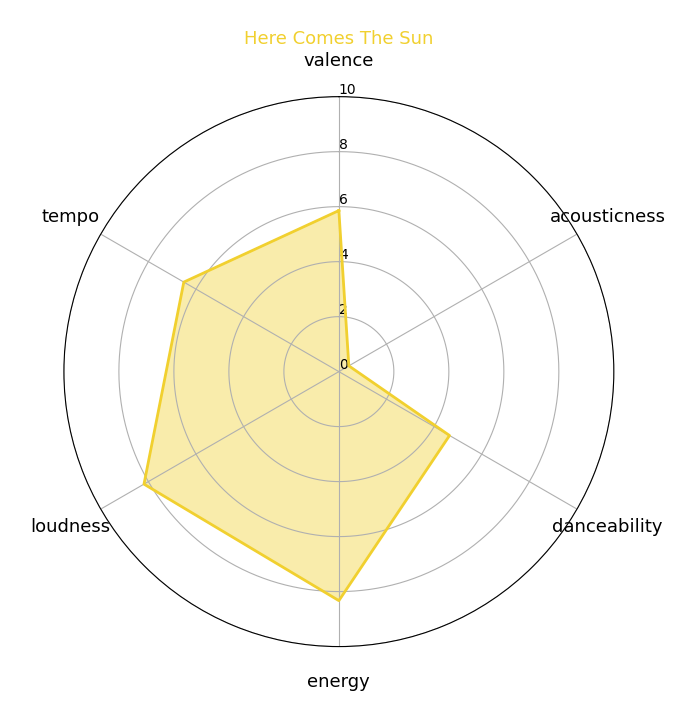 Here Comes The Sun
valence
10
8
tempo
6
acousticness
4
2
0
loudness
danceability
energy